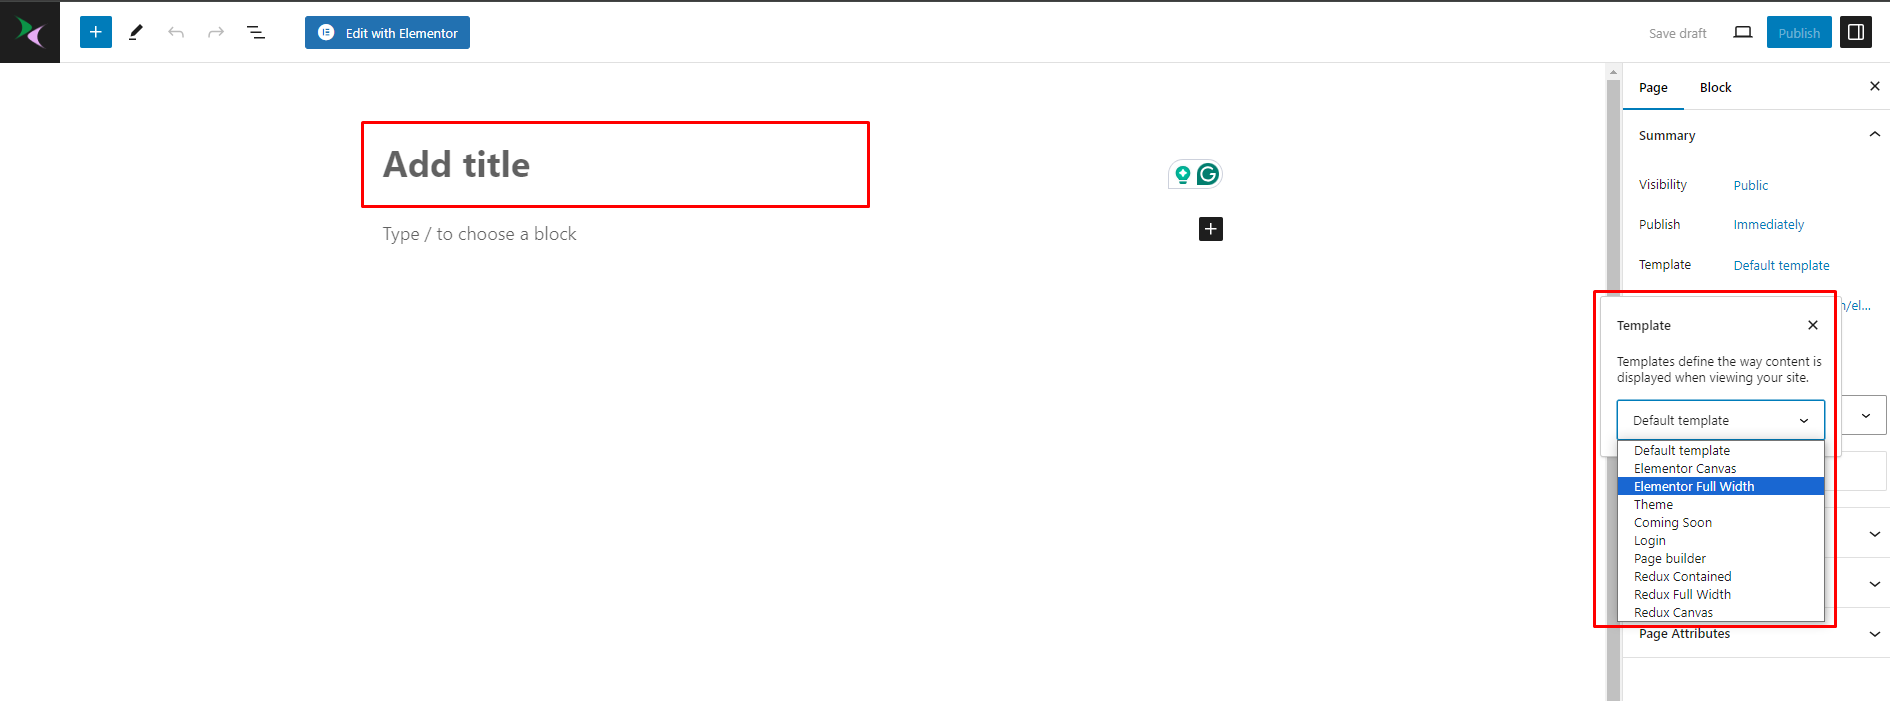 Edit with Elementor
Save draft
Publish
Page
Block
Summary
Add title
Type / to choose a block
Visibility
Public
Publish
Immediately
Template
Default template
/el...
Template
Templates define the way content is
displayed when viewing your site.
Default template
Default template
Elementor Canvas
Elementor Full Width
Theme
Coming Soon
Login
Page builder
Redux Contained
Redux Full Width
Redux Canvas
Page Attributes